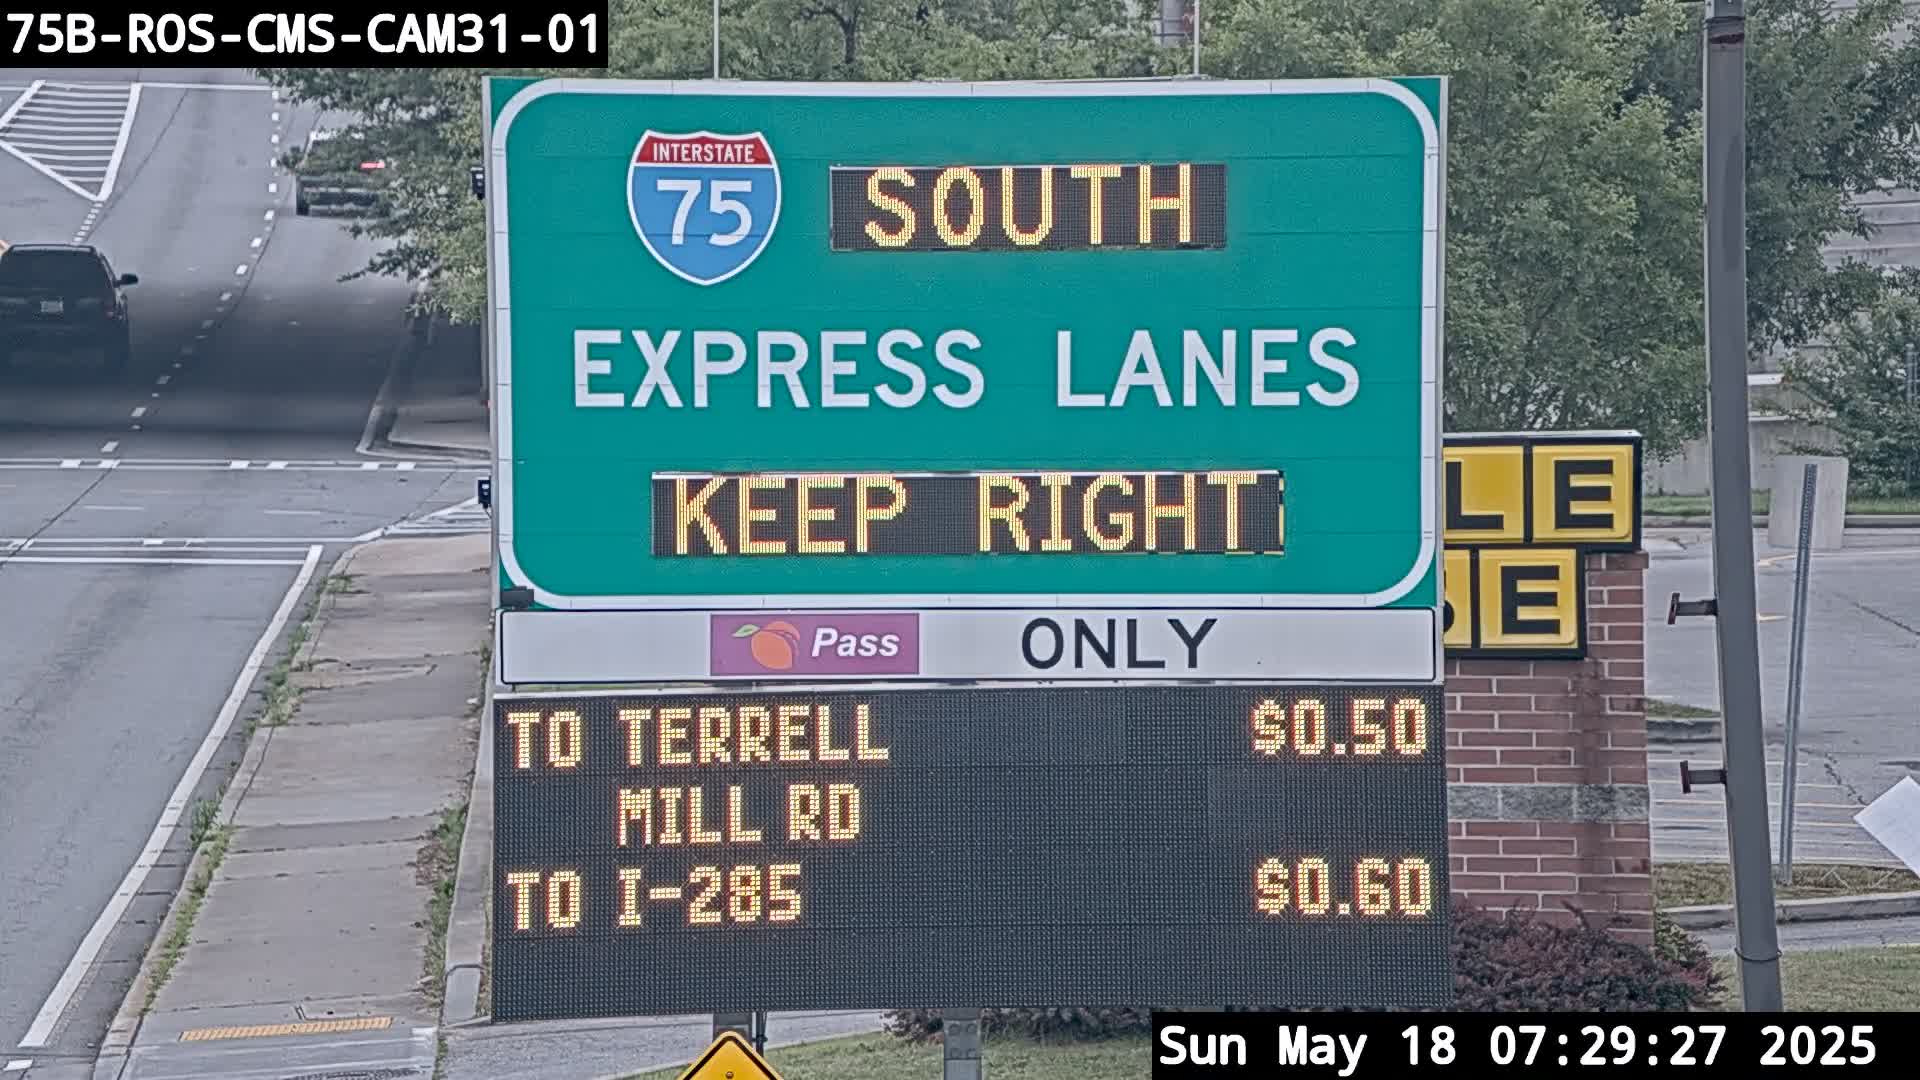 75B-ROS-CMS-CAM31-01
INTERSTATE
75
SOUTH
EXPRESS LANES
KEEP RIGHT
LE
E
Pass ONLY
TO TERRELL $0.50
MILL RD
TO I-285 $0.60
Sun May 18 07:29:27 2025